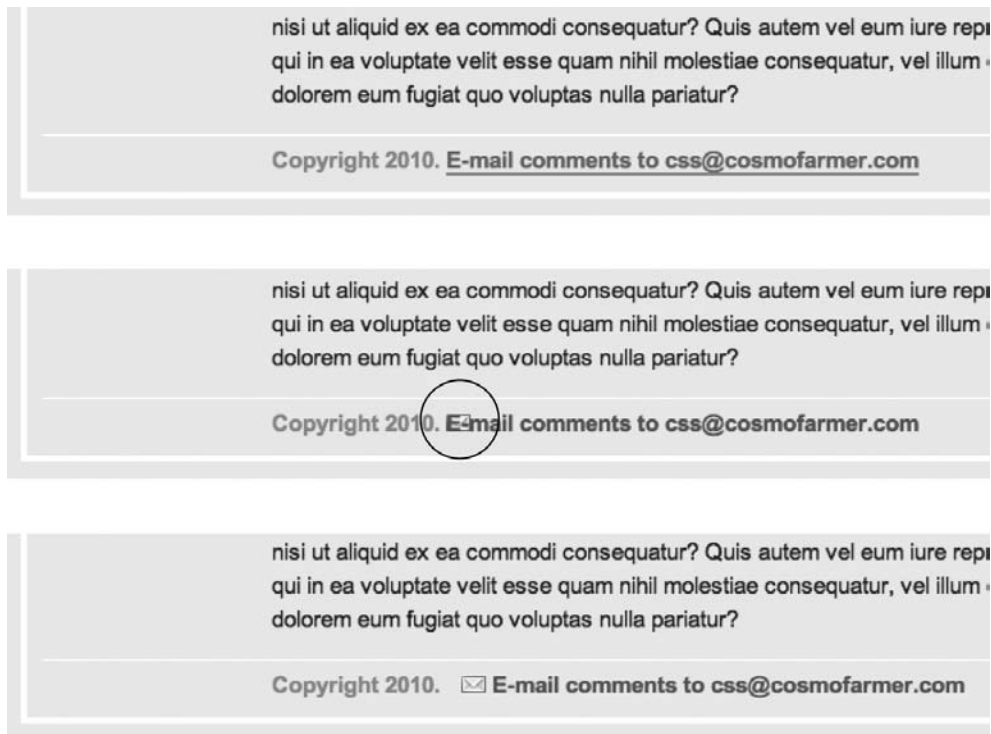 nisi ut aliquid ex ea commodi consequatur? Quis autem vel eum iure
qui in ea voluptate velit esse quam nihil molestiae consequatur, vel illum
dolorem eum fugiat quo voluptas nulla pariatur?
Copyright 2010. E-mail comments to css@cosmofarmer.com
nisi ut aliquid ex ea commodi consequatur? Quis autem vel eum iure
qui in ea voluptate velit esse quam nihil molestiae consequatur, vel illum
dolorem eum fugiat quo voluptas nulla pariatur?
Copyright 2010. E-mail comments to css@cosmofarmer.com
nisi ut aliquid ex ea commodi consequatur? Quis autem vel eum iure
qui in ea voluptate velit esse quam nihil molestiae consequatur, vel illum
dolorem eum fugiat quo voluptas nulla pariatur?
Copyright 2010. E-mail comments to css@cosmofarmer.com